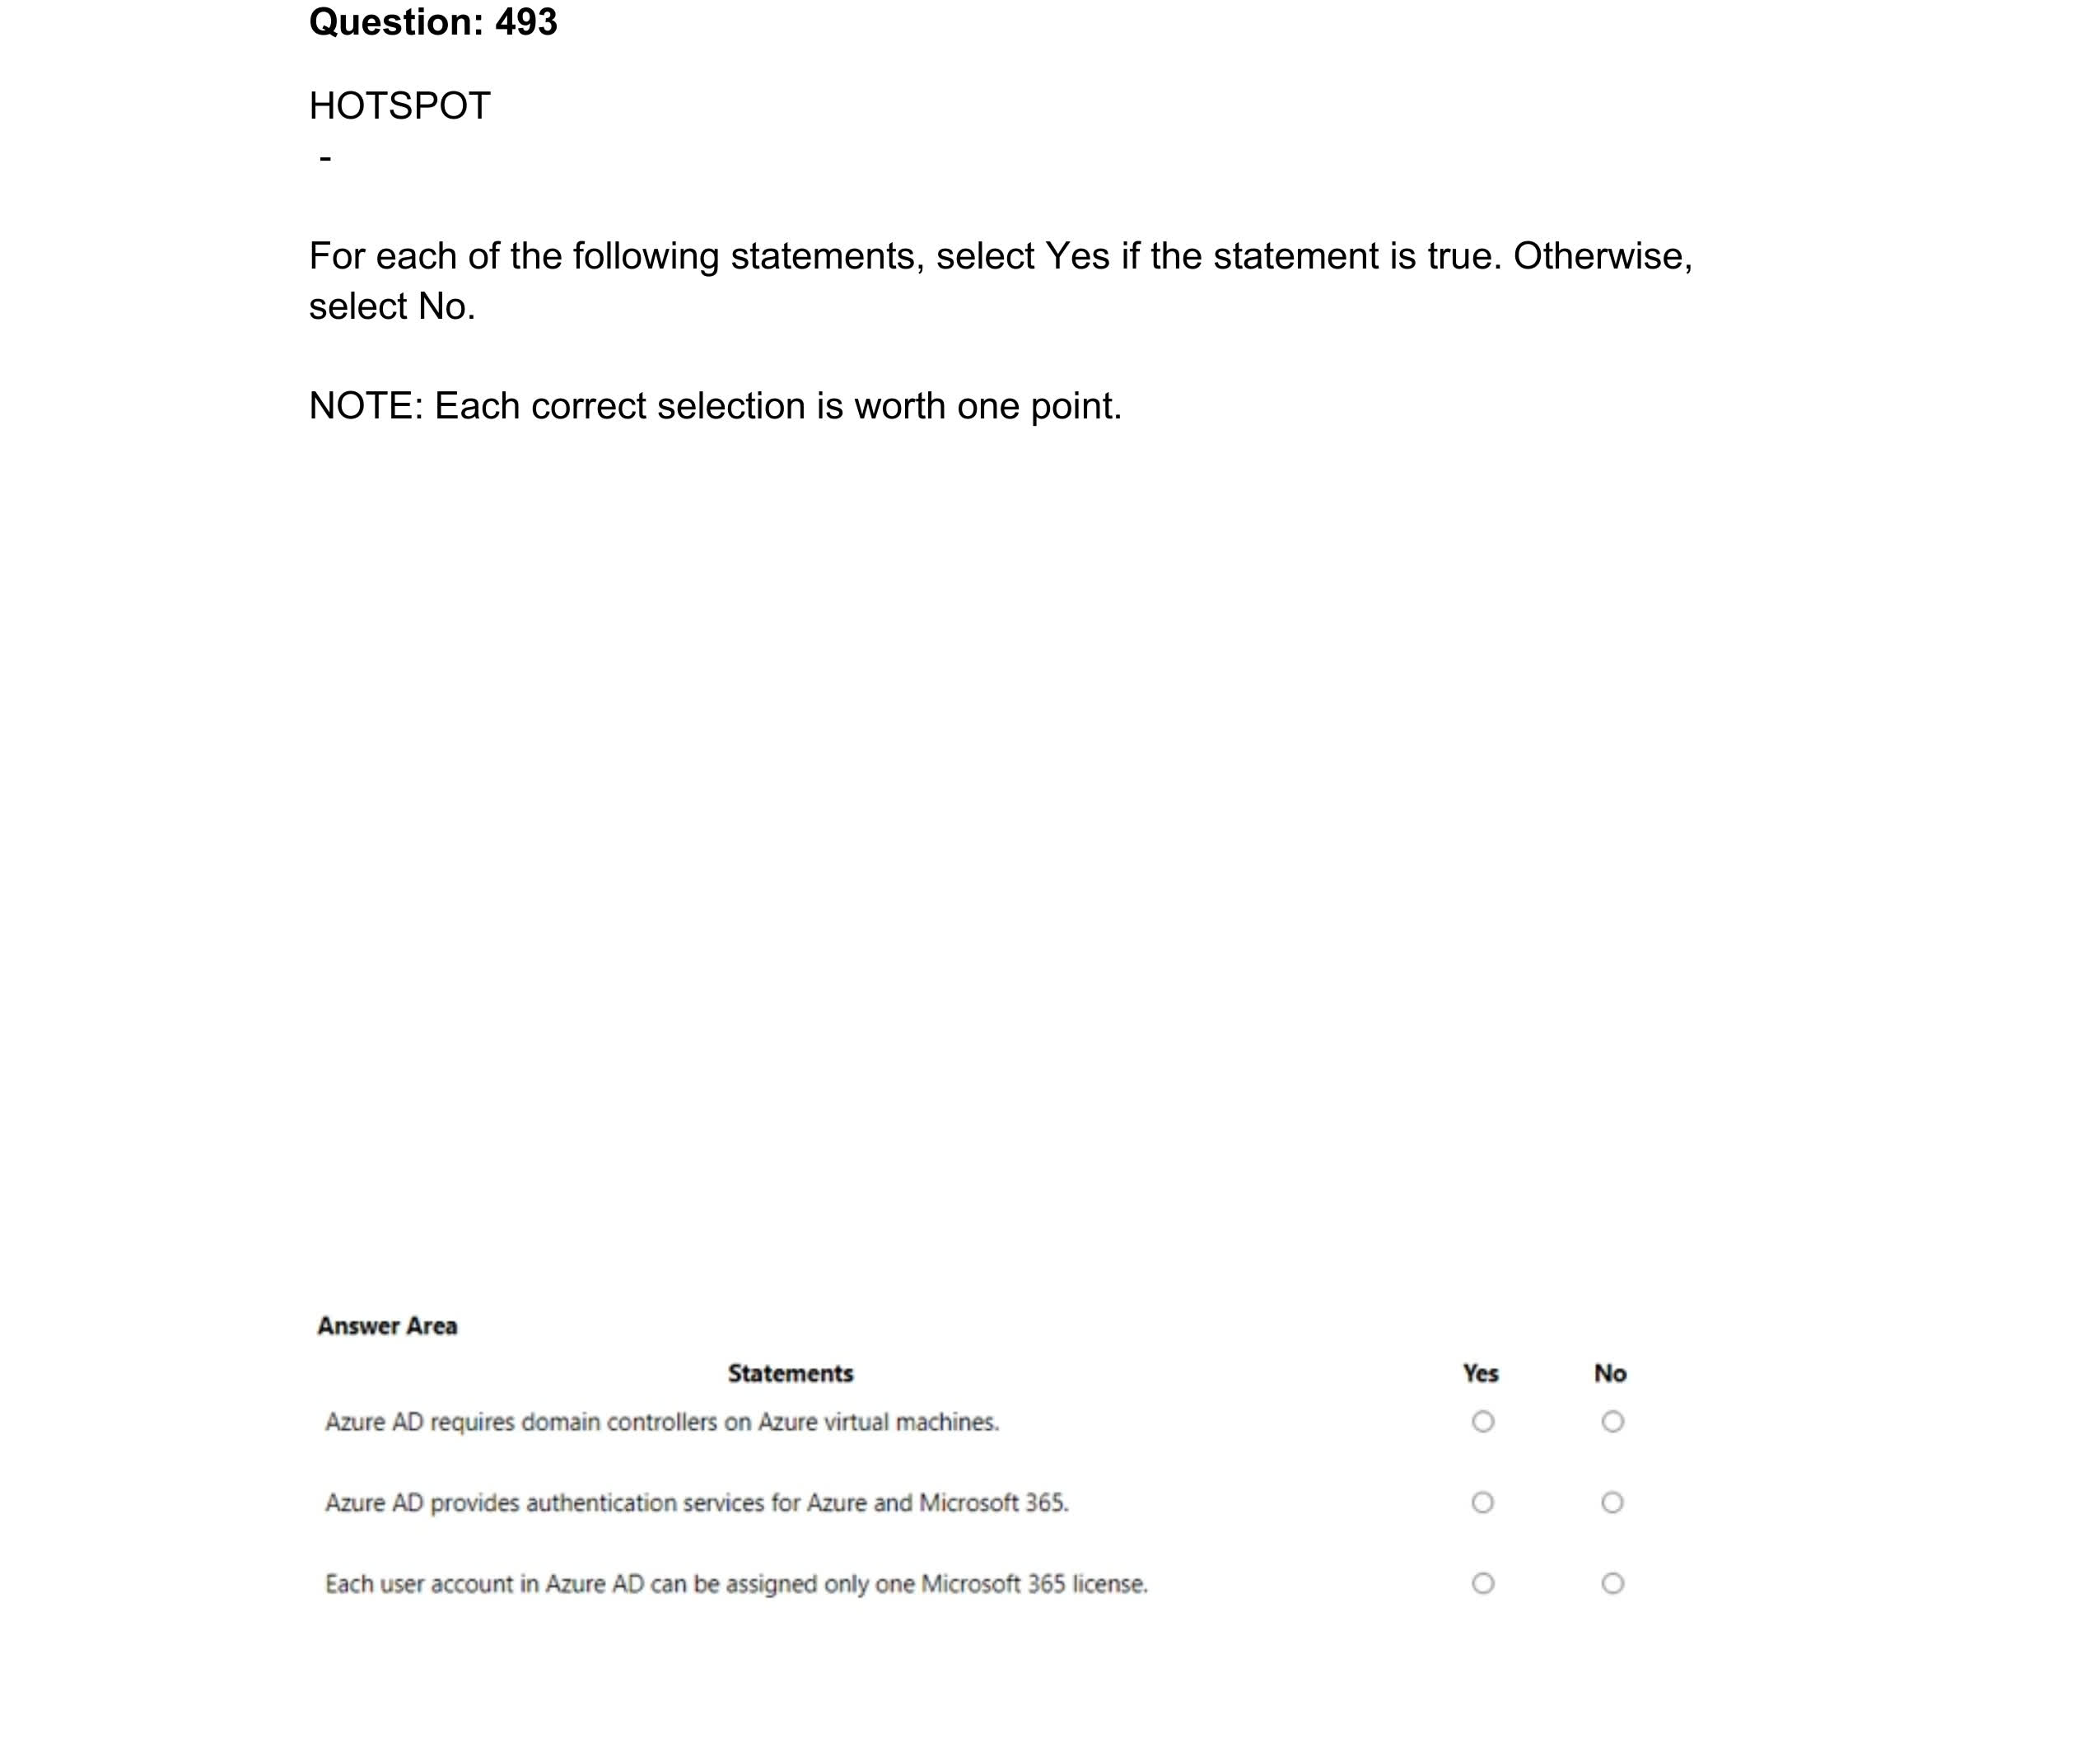 Question: 493
HOTSPOT
-
For each of the following statements, select Yes if the statement is true. Otherwise,
select No.
NOTE: Each correct selection is worth one point.
Answer Area
Statements Yes No
Azure AD requires domain controllers on Azure virtual machines.
Azure AD provides authentication services for Azure and Microsoft 365.
Each user account in Azure AD can be assigned only one Microsoft 365 license.